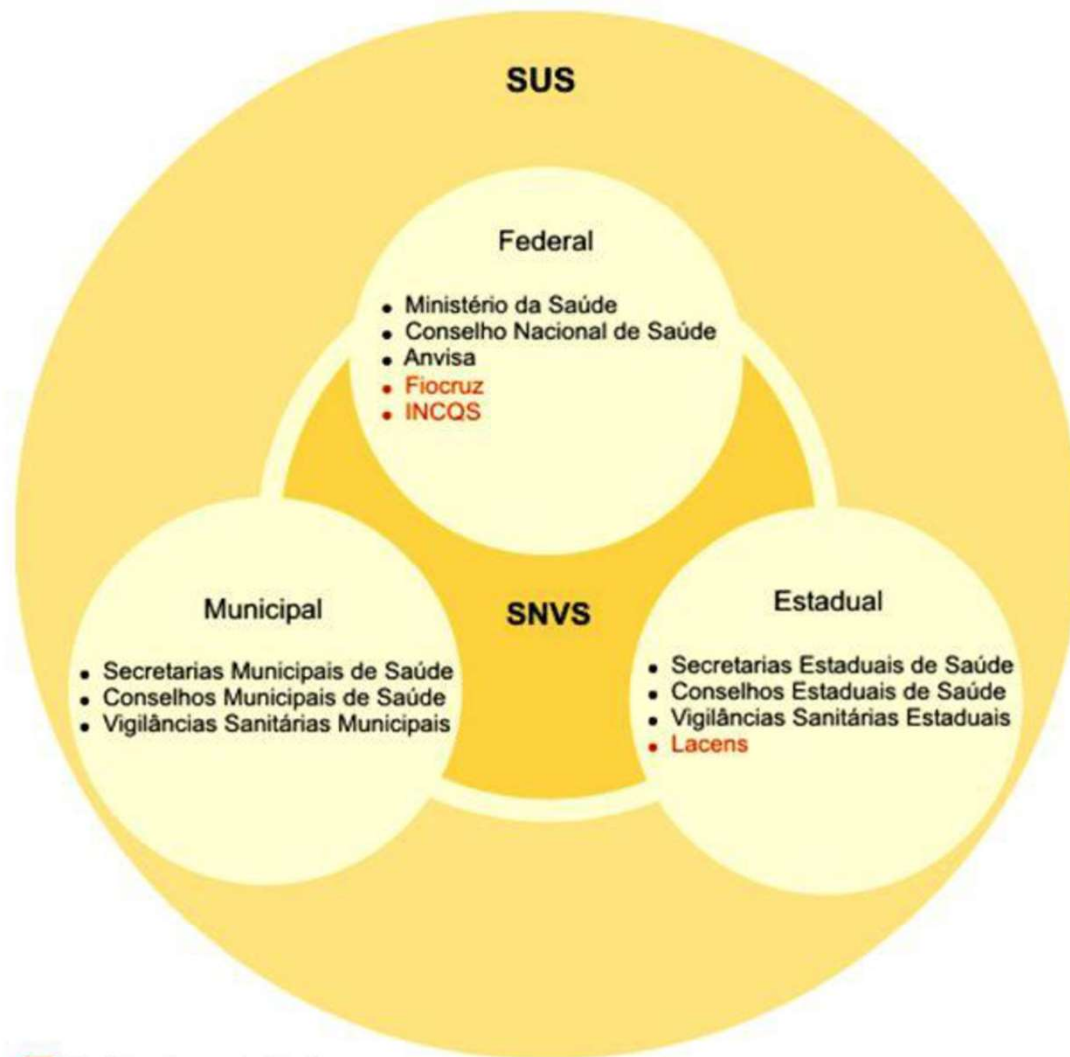 SUS
Federal
• Ministério da Saúde
• Conselho Nacional de Saúde
• Anvisa
• Fiocruz
• INCQS
Municipal
• Secretarias Municipais de Saúde
• Conselhos Municipais de Saúde
• Vigilâncias Sanitárias Municipais
SNVS
Estadual
• Secretarias Estaduais de Saúde
• Conselhos Estaduais de Saúde
• Vigilâncias Sanitárias Estaduais
• Lacens